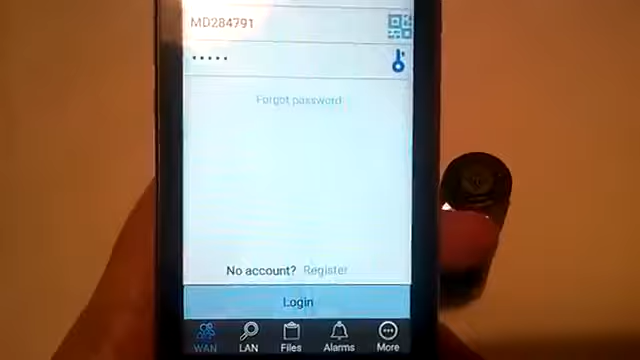 MD284791
•••••
Forgot password
No account? Register
Login
WAN LAN Files Alarms More